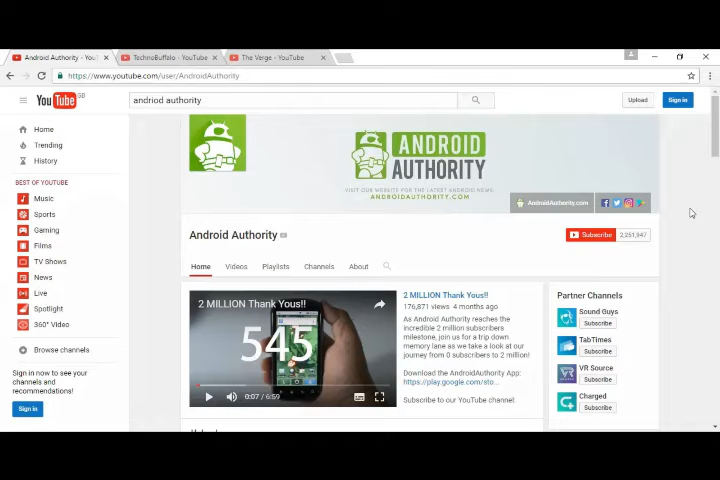 Android Authority - You
TechnoBuffalo - YouTube
The Verge - YouTube
https://www.youtube.com/user/AndroidAuthority
YouTube GB
andriod authority
Upload
Sign in
Home
Trending
History
BEST OF YOUTUBE
Music
Sports
Gaming
Films
TV Shows
News
Live
Spotlight
360° Video
Browse channels
Sign in now to see your
channels and
recommendations!
Sign in
ANDROID
AUTHORITY
VISIT OUR WEBSITE FOR THE LATEST ANDROID NEWS:
ANDROIDAUTHORITY.COM
AndroidAuthority.com
Android Authority
Subscribe 2,251,947
Home Videos Playlists Channels About
2 MILLION Thank Yous!!
545
0:07 / 6:59
2 MILLION Thank Yous!!
176,871 views 4 months ago
As Android Authority reaches the
incredible 2 million subscribers
milestone, join us for a trip down
memory lane as we take a look at our
journey from 0 subscribers to 2 million!
Download the AndroidAuthority App:
https://play.google.com/sto...
Subscribe to our YouTube channel:
Partner Channels
Sound Guys
Subscribe
TabTimes
Subscribe
VR Source
Subscribe
Charged
Subscribe